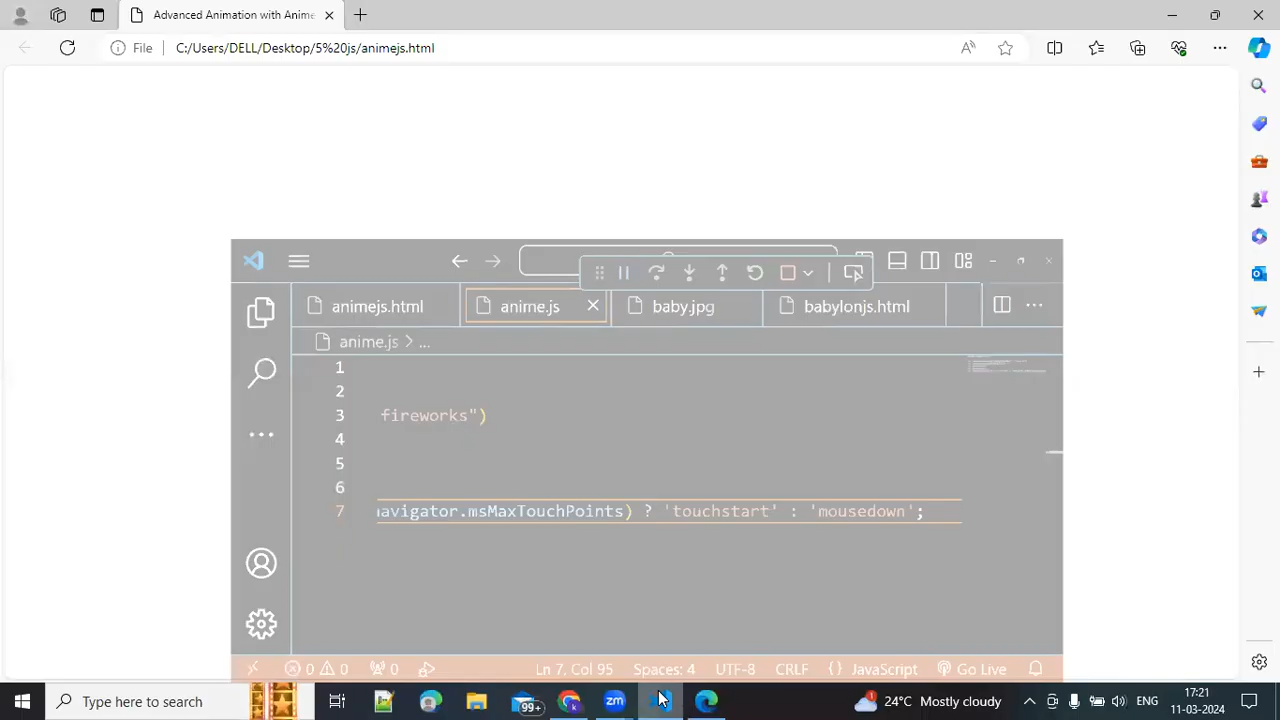 Advanced Animation with Anime
File
C:/Users/DELL/Desktop/5%20js/animejs.html
animejs.html
anime.js
baby.jpg
babylonjs.html
anime.js > ...
1
2
3 fireworks")
4
5
6
7 avigator.msMaxTouchPoints) ? 'touchstart' : 'mousedown';
0 0 0 Ln 7, Col 95 Spaces: 4 UTF-8 CRLF {} JavaScript Go Live
Type here to search
99+
24°C Mostly cloudy
ENG
17:21
11-03-2024